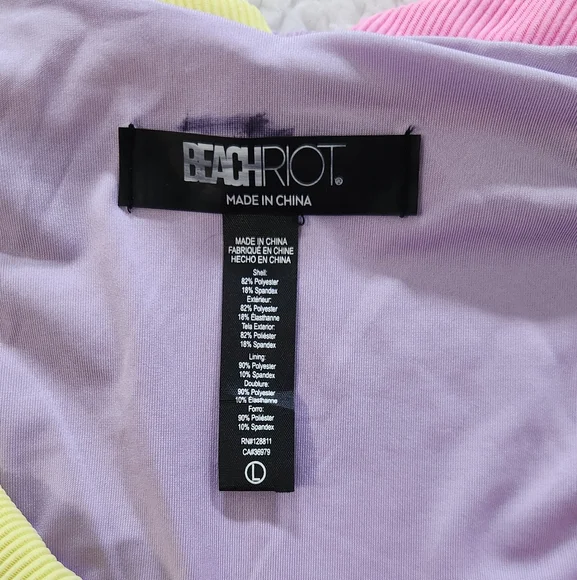 BEACHRIOT®
MADE IN CHINA
MADE IN CHINA
FABRIQUÉ EN CHINE
HECHO EN CHINA
Shell:
82% Polyester
18% Spandex
Extérieur:
82% Polyester
18% Élasthanne
Tela Exterior:
82% Poliéster
18% Spandex
Lining:
90% Polyester
10% Spandex
Doublure:
90% Polyester
10% Élasthanne
Forro:
90% Poliéster
10% Spandex
RN#128811
CA#36979
L